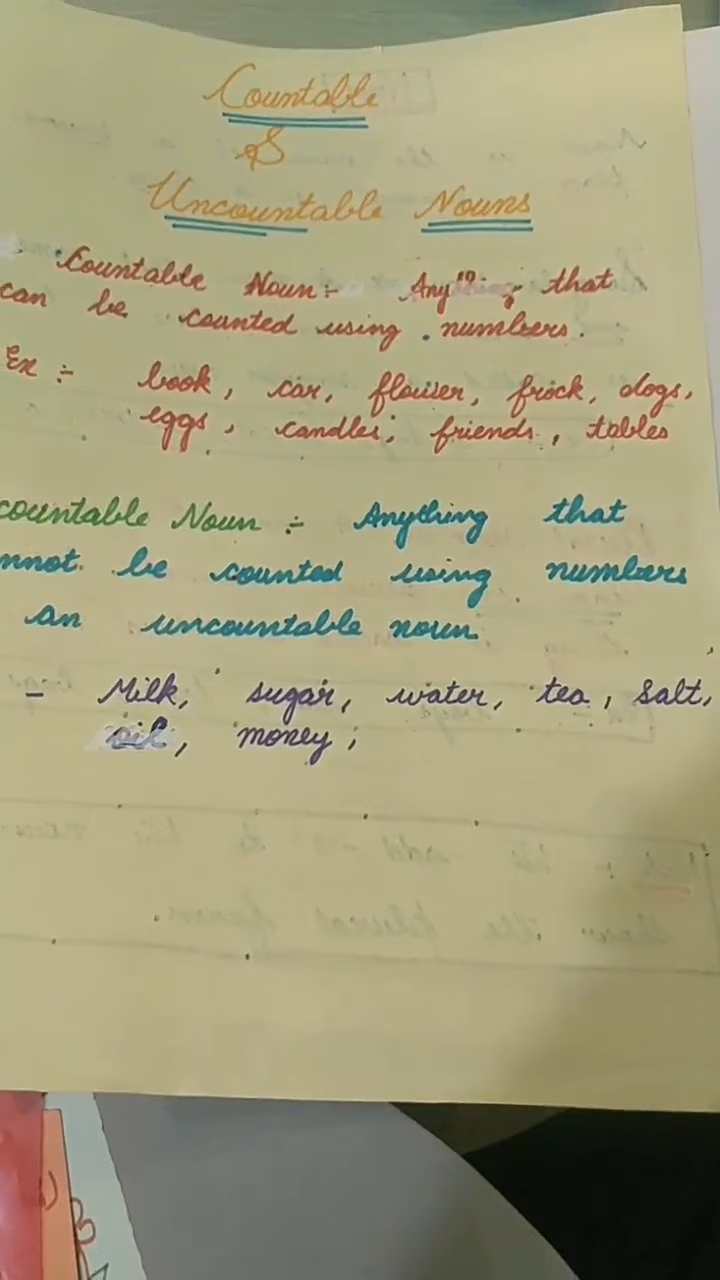 Countable
&
Uncountable Nouns
Countable Noun :- Anything that
can be counted using numbers.
Ex :- book, car, flower, frock, dogs,
eggs, candles, friends, tables
countable Noun :- Anything that
nnot be counted using numbers
an uncountable noun
- Milk, sugar, water, tea, salt,
oil, money;